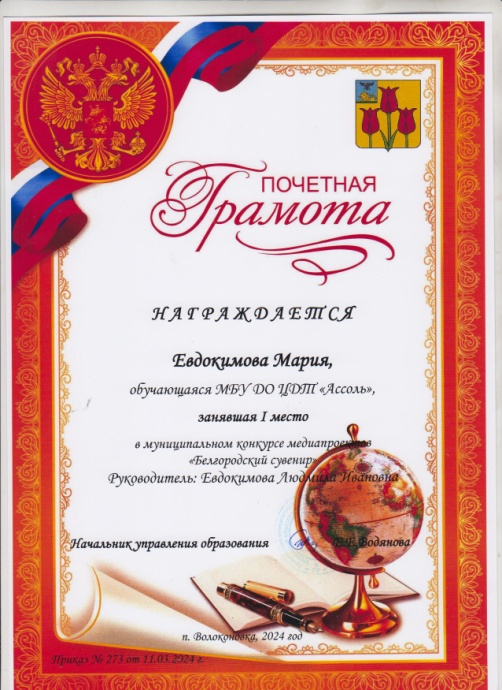 ПОЧЕТНАЯ
Грамота
НАГРАЖДАЕТСЯ
Евдокимова Мария,
обучающаяся МБУ ДО ЦДТ «Ассоль»,
занявшая I место
в муниципальном конкурсе медиапроектов
«Белгородский сувенир»
Руководитель: Евдокимова Людмила Ивановна
Начальник управления образования Водянова
п. Волоконовка, 2024 год
Приказ № 273 от 11.03.2024 г.